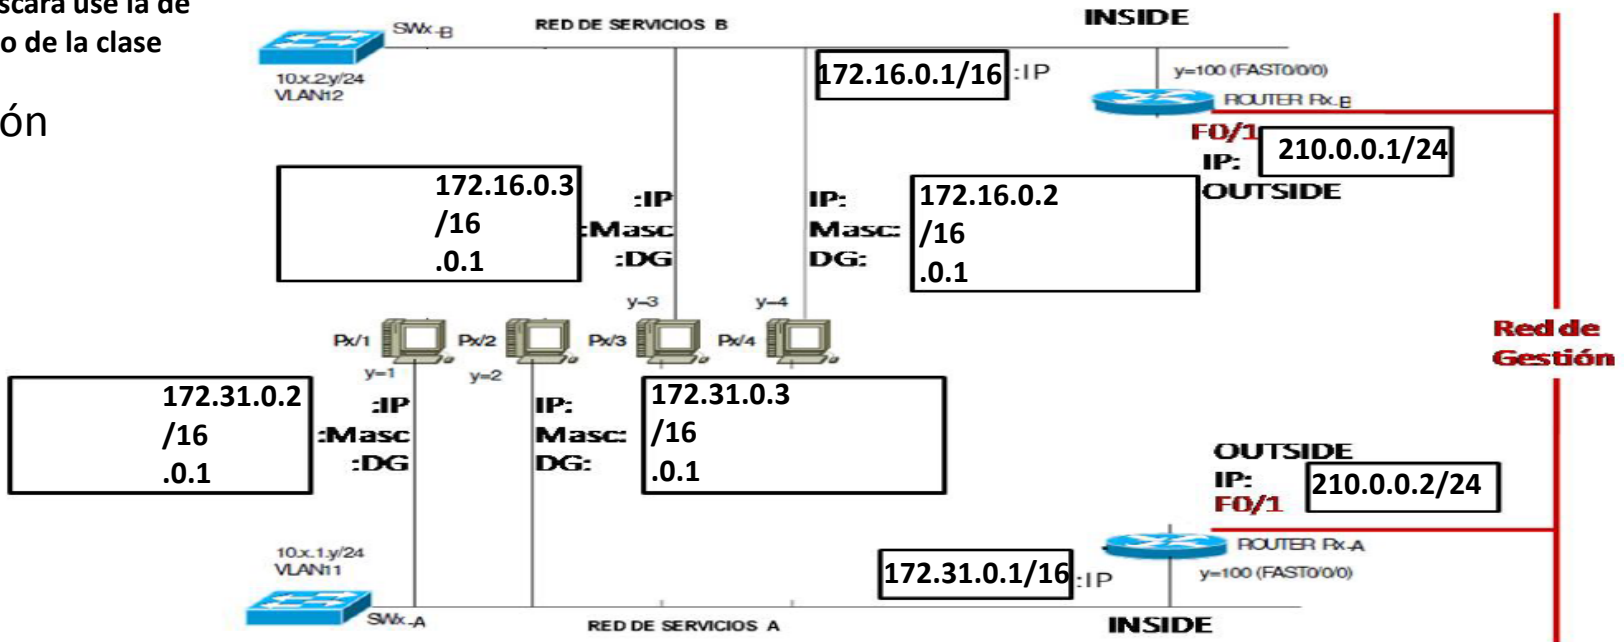 scara use la de
o de la clase
ón
SWx-B
RED DE SERVICIOS B
INSIDE
10.x.2.y/24
VLAN12
172.16.0.1/16
:IP
y=100 (FAST0/0/0)
ROUTER Rx-B
F0/1
IP:
210.0.0.1/24
OUTSIDE
172.16.0.3
/16
.0.1
:IP
:Masc
:DG
IP:
Masc:
DG:
172.16.0.2
/16
.0.1
y=3
y=4
Px/1
Px/2
Px/3
Px/4
Red de
Gestión
y=1
y=2
172.31.0.2
/16
.0.1
:IP
:Masc
:DG
IP:
Masc:
DG:
172.31.0.3
/16
.0.1
OUTSIDE
IP:
F0/1
210.0.0.2/24
10.x.1.y/24
VLAN11
172.31.0.1/16
:IP
ROUTER Rx-A
y=100 (FAST0/0/0)
SWx-A
RED DE SERVICIOS A
INSIDE